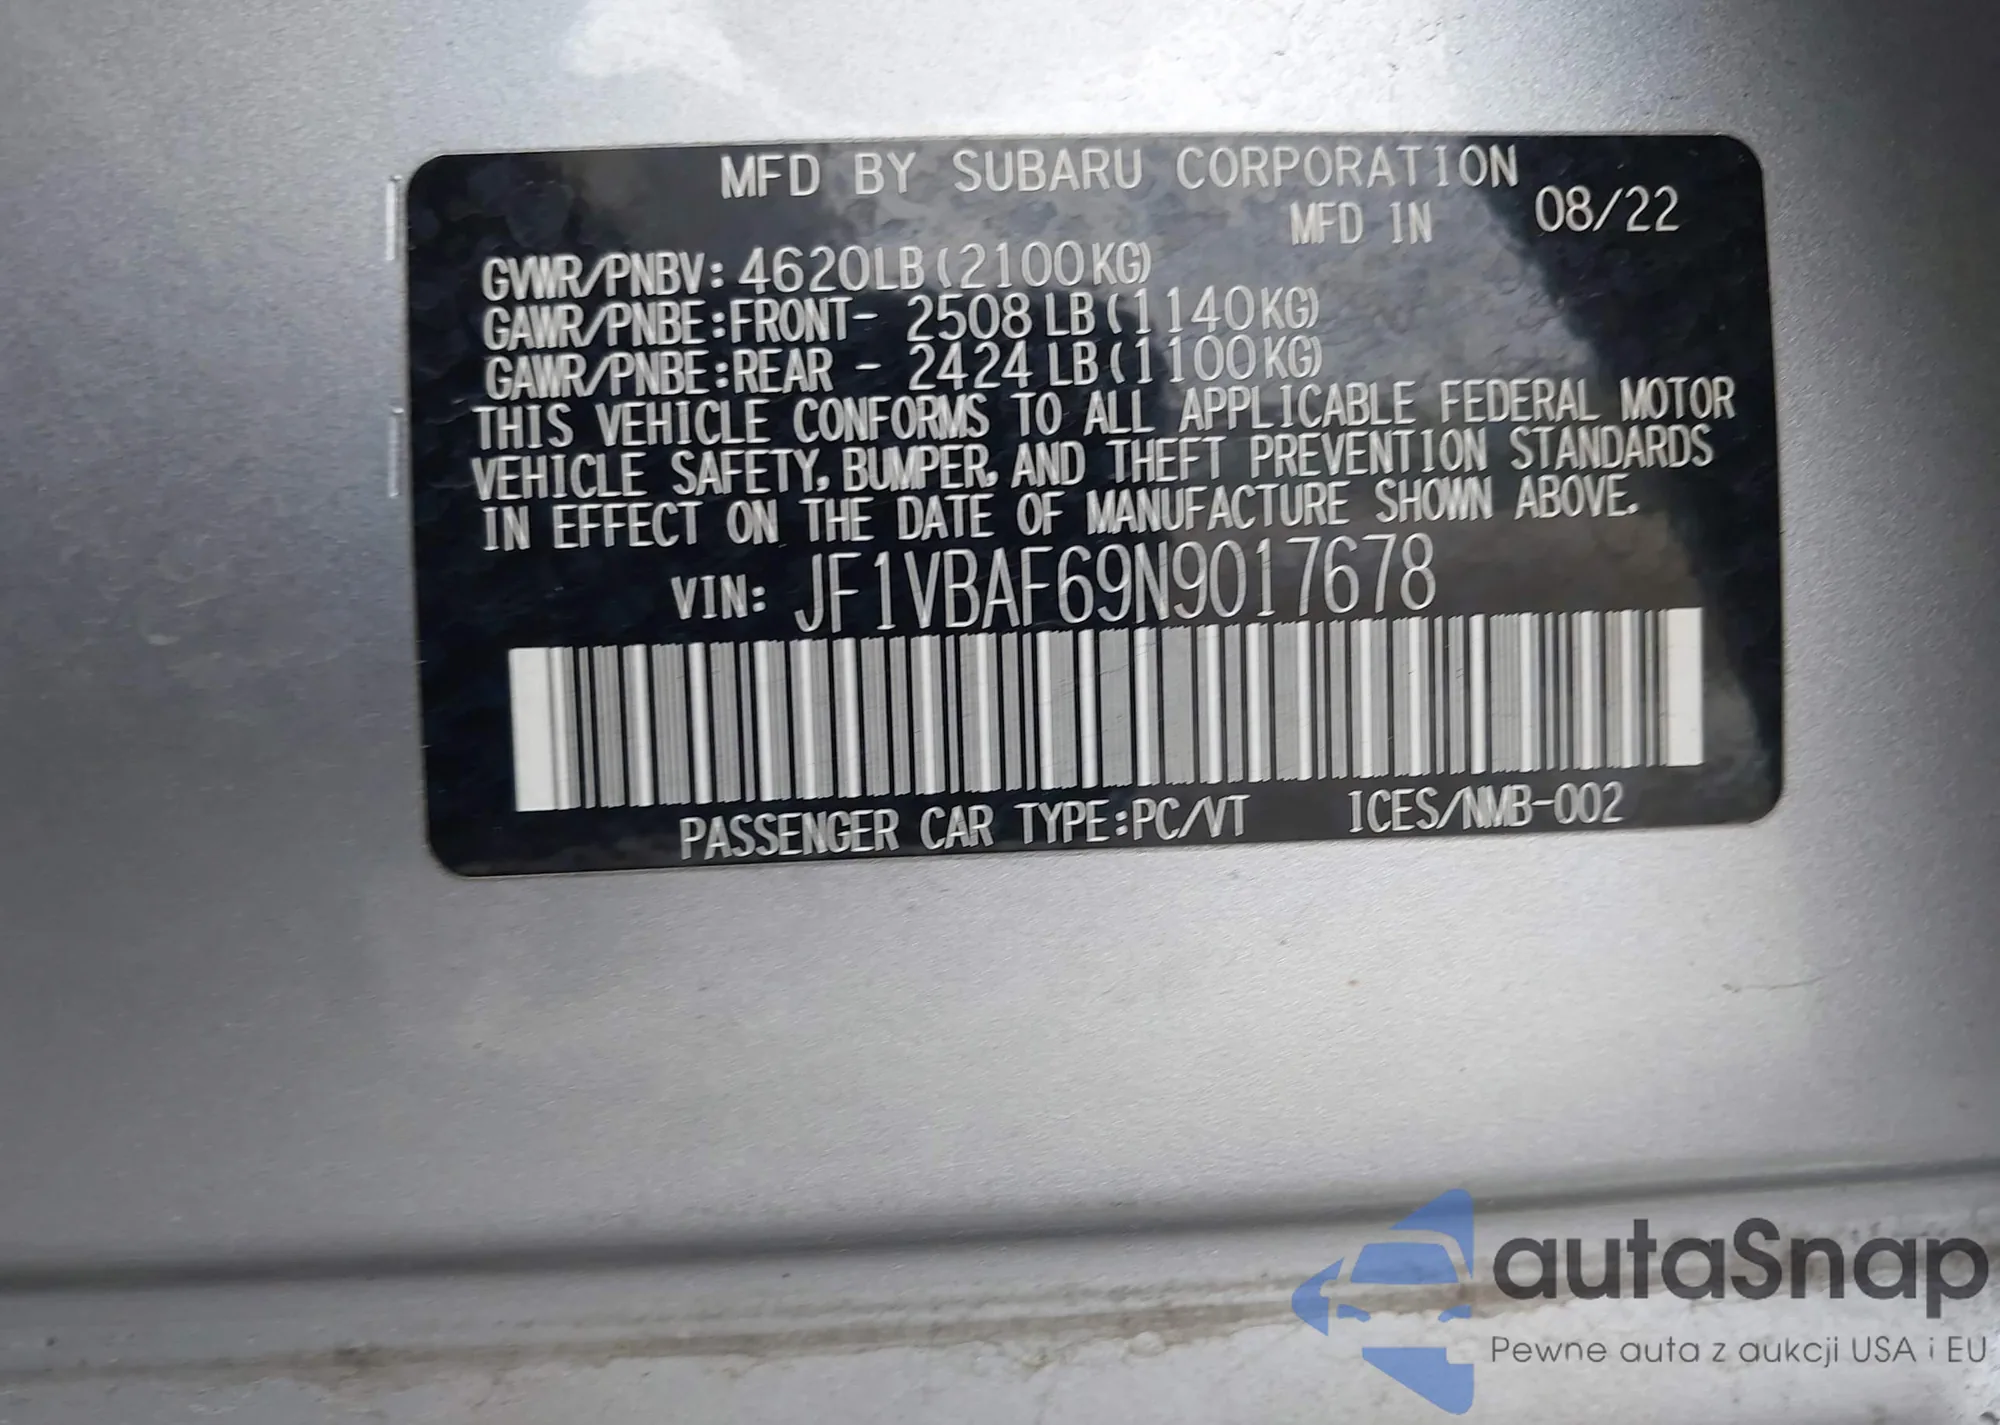 MFD BY SUBARU CORPORATION
MFD IN 08/22
GVWR/PNBV: 4620LB (2100KG)
GAWR/PNBE:FRONT- 2508 LB (1140KG)
GAWR/PNBE:REAR - 2424 LB (1100KG)
THIS VEHICLE CONFORMS TO ALL APPLICABLE FEDERAL MOTOR
VEHICLE SAFETY, BUMPER, AND THEFT PREVENTION STANDARDS
IN EFFECT ON THE DATE OF MANUFACTURE SHOWN ABOVE.
VIN: JF1VBAF69N9017678
PASSENGER CAR TYPE:PC/VT ICES/NMB-002
autaSnap
Pewne auta z aukcji USA i EU